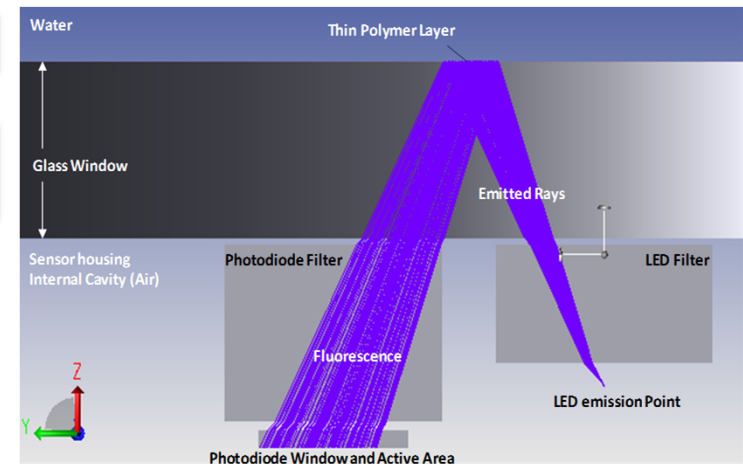 Water
Thin Polymer Layer
Glass Window
Emitted Rays
Sensor housing
Internal Cavity (Air)
Photodiode Filter
LED Filter
Fluorescence
Z
Y
LED emission Point
Photodiode Window and Active Area